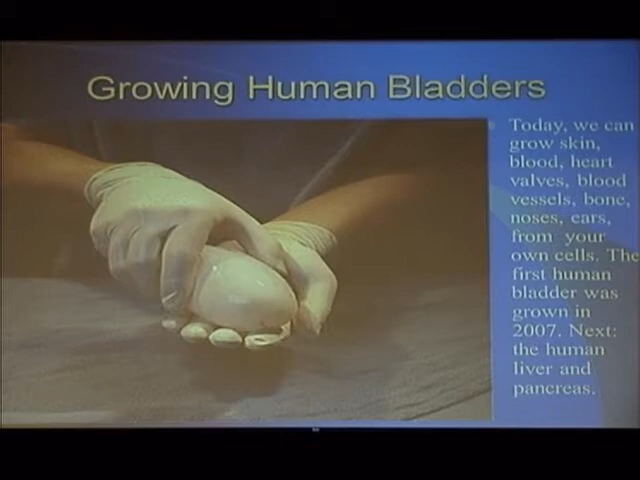 Growing Human Bladders
Today, we can
grow skin,
blood, heart
valves, blood
vessels, bone,
noses, ears,
from your
own cells. The
first human
bladder was
grown in
2007. Next:
the human
liver and
pancreas.